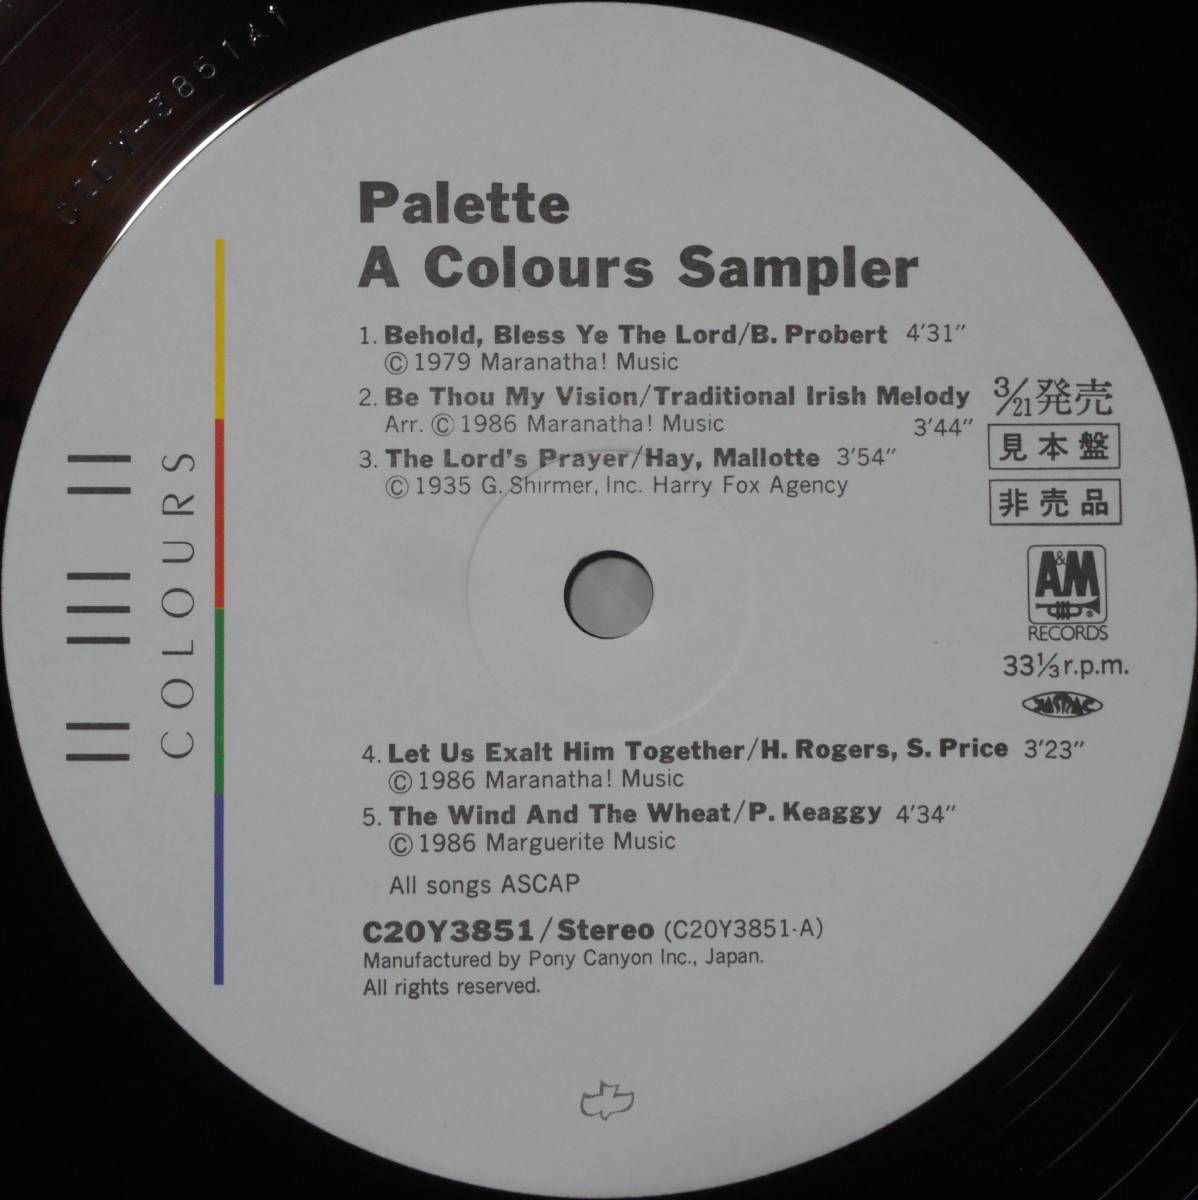 C20Y-3851A1
Palette
A Colours Sampler
1. Behold, Bless Ye The Lord/B. Probert 4'31"
© 1979 Maranatha! Music
2. Be Thou My Vision/Traditional Irish Melody
Arr. © 1986 Maranatha! Music 3'44"
3. The Lord's Prayer/Hay, Mallotte 3'54"
© 1935 G. Shirmer, Inc. Harry Fox Agency
3/21発売
見本盤
非売品
A&M
RECORDS
33⅓r.p.m.
JASRAC
COLOURS
4. Let Us Exalt Him Together/H. Rogers, S. Price 3'23"
© 1986 Maranatha! Music
5. The Wind And The Wheat/P. Keaggy 4'34"
© 1986 Marguerite Music
All songs ASCAP
C20Y3851/Stereo (C20Y3851-A)
Manufactured by Pony Canyon Inc., Japan.
All rights reserved.